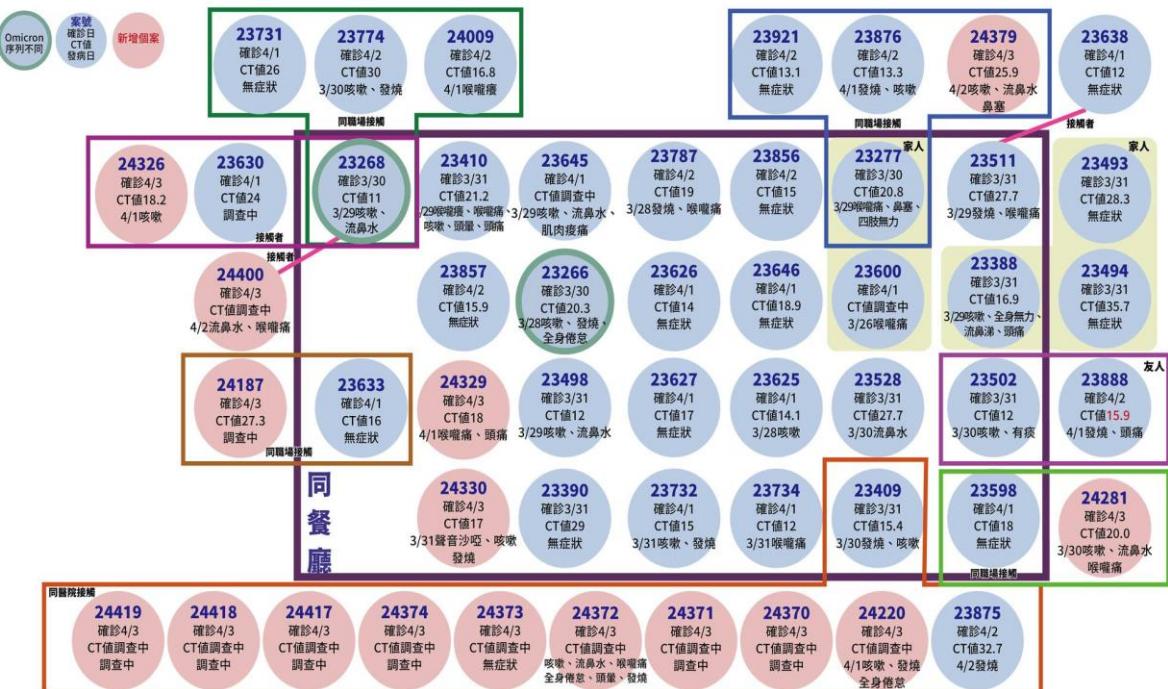 Omicron
序列不同
案號
確診日
CT值
發病日
新增個案
23731
確診4/1
CT值26
無症狀
23774
確診4/2
CT值30
3/30咳嗽、發燒
24009
確診4/2
CT值16.8
4/1喉嚨癢
同職場接觸
23921
確診4/2
CT值13.1
無症狀
23876
確診4/2
CT值13.3
4/1發燒、咳嗽
24379
確診4/3
CT值25.9
4/2咳嗽、流鼻水
鼻塞
同職場接觸
23638
確診4/1
CT值12
無症狀
接觸者
24326
確診4/3
CT值18.2
4/1咳嗽
23630
確診4/1
CT值24
調查中
接觸者
23268
確診3/30
CT值11
3/29咳嗽、
流鼻水
23410
確診3/31
CT值21.2
/29喉嚨癢、喉嚨痛、
咳嗽、頭暈、頭痛
23645
確診4/1
CT值調查中
3/29咳嗽、流鼻水、
肌肉痠痛
23787
確診4/2
CT值19
3/28發燒、喉嚨痛
23856
確診4/2
CT值15
無症狀
家人
23277
確診3/30
CT值20.8
3/29喉嚨痛、鼻塞、
四肢無力
23511
確診3/31
CT值27.7
3/29發燒、喉嚨痛
家人
23493
確診3/31
CT值28.3
無症狀
接觸者
24400
確診4/3
CT值調查中
4/2流鼻水、喉嚨痛
23857
確診4/2
CT值15.9
無症狀
23266
確診3/30
CT值20.3
3/28咳嗽、發燒、
全身倦怠
23626
確診4/1
CT值14
無症狀
23646
確診4/1
CT值18.9
無症狀
23600
確診4/1
CT值調查中
3/26喉嚨痛
23388
確診3/31
CT值16.9
3/29咳嗽、全身無力、
流鼻涕、頭痛
23494
確診3/31
CT值35.7
無症狀
24187
確診4/3
CT值27.3
調查中
23633
確診4/1
CT值16
無症狀
同職場接觸
24329
確診4/3
CT值18
4/1喉嚨痛、頭痛
23498
確診3/31
CT值12
3/29咳嗽、流鼻水
23627
確診4/1
CT值17
無症狀
23625
確診4/1
CT值14.1
3/28咳嗽
23528
確診3/31
CT值27.7
3/30流鼻水
23502
確診3/31
CT值12
3/30咳嗽、有痰
友人
23888
確診4/2
CT值15.9
4/1發燒、頭痛
同餐廳
24330
確診4/3
CT值17
3/31聲音沙啞、咳嗽
發燒
23390
確診3/31
CT值29
無症狀
23732
確診4/1
CT值15
3/31咳嗽、發燒
23734
確診4/1
CT值12
3/31喉嚨痛
23409
確診3/31
CT值15.4
3/30發燒、咳嗽
23598
確診4/1
CT值18
無症狀
同職場接觸
24281
確診4/3
CT值20.0
3/30咳嗽、流鼻水
喉嚨痛
同醫院接觸
24419
確診4/3
CT值調查中
調查中
24418
確診4/3
CT值調查中
調查中
24417
確診4/3
CT值調查中
調查中
24374
確診4/3
CT值調查中
調查中
24373
確診4/3
CT值調查中
無症狀
24372
確診4/3
CT值調查中
咳嗽、流鼻水、喉嚨痛
全身倦怠、頭暈、發燒
24371
確診4/3
CT值調查中
調查中
24370
確診4/3
CT值調查中
調查中
24220
確診4/3
CT值調查中
4/1咳嗽、發燒
全身倦怠
23875
確診4/2
CT值32.7
4/2發燒